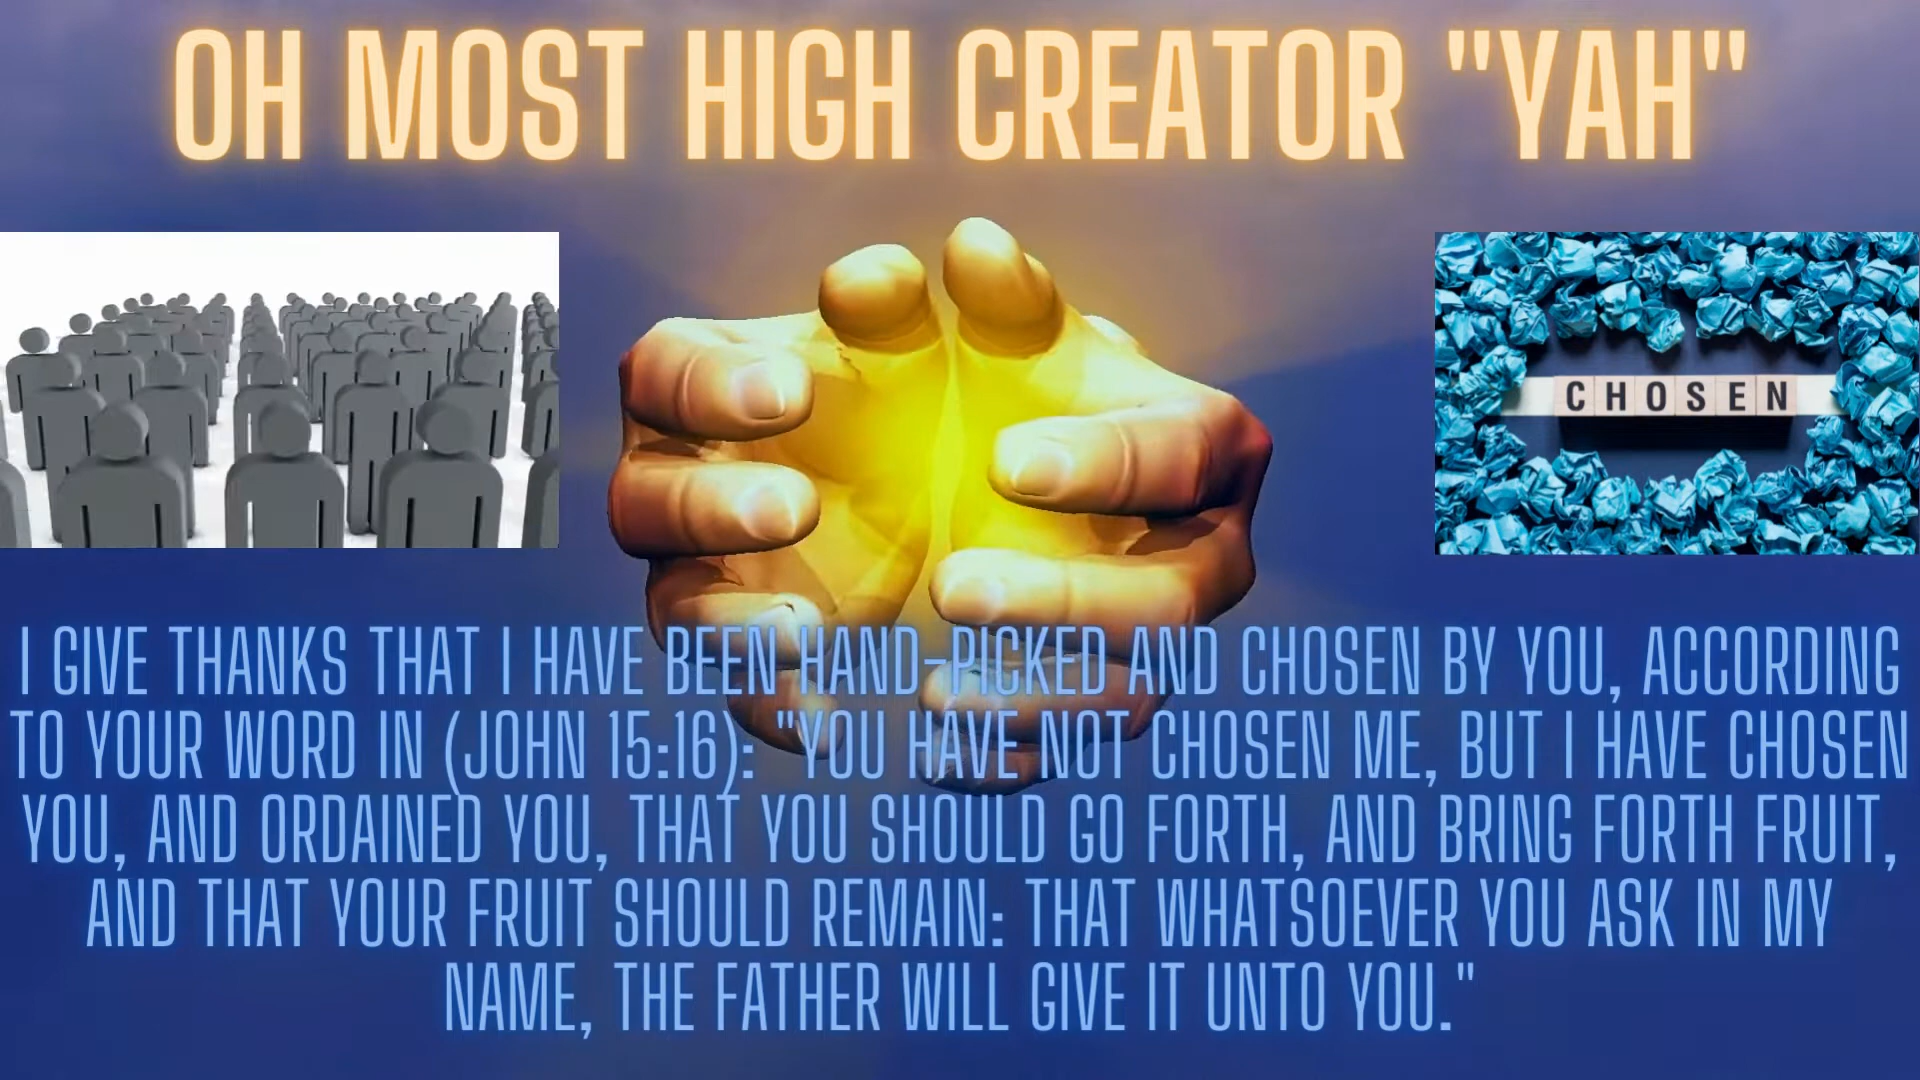 OH MOST HIGH CREATOR "YAH"
CHOSEN
I GIVE THANKS THAT I HAVE BEEN HAND-PICKED AND CHOSEN BY YOU, ACCORDING
TO YOUR WORD IN (JOHN 15:16): "YOU HAVE NOT CHOSEN ME, BUT I HAVE CHOSEN
YOU, AND ORDAINED YOU, THAT YOU SHOULD GO FORTH, AND BRING FORTH FRUIT,
AND THAT YOUR FRUIT SHOULD REMAIN: THAT WHATSOEVER YOU ASK IN MY
NAME, THE FATHER WILL GIVE IT UNTO YOU."